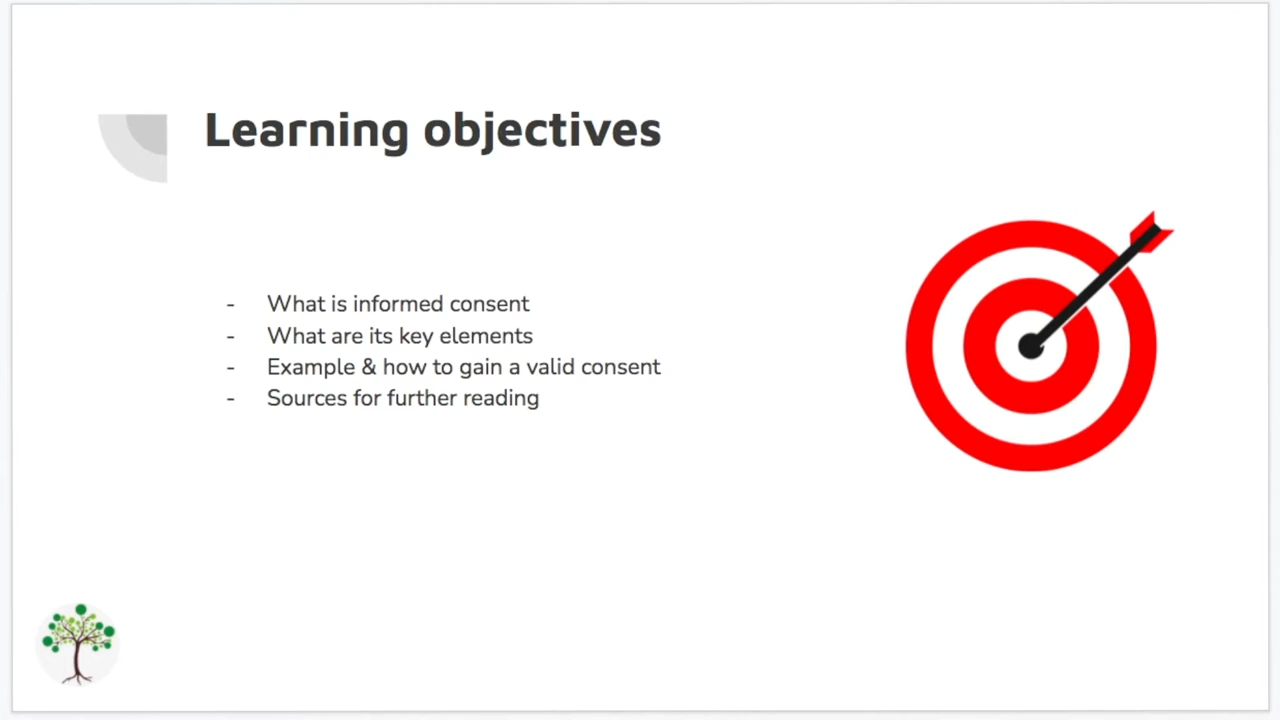 Learning objectives
- What is informed consent
- What are its key elements
- Example & how to gain a valid consent
- Sources for further reading